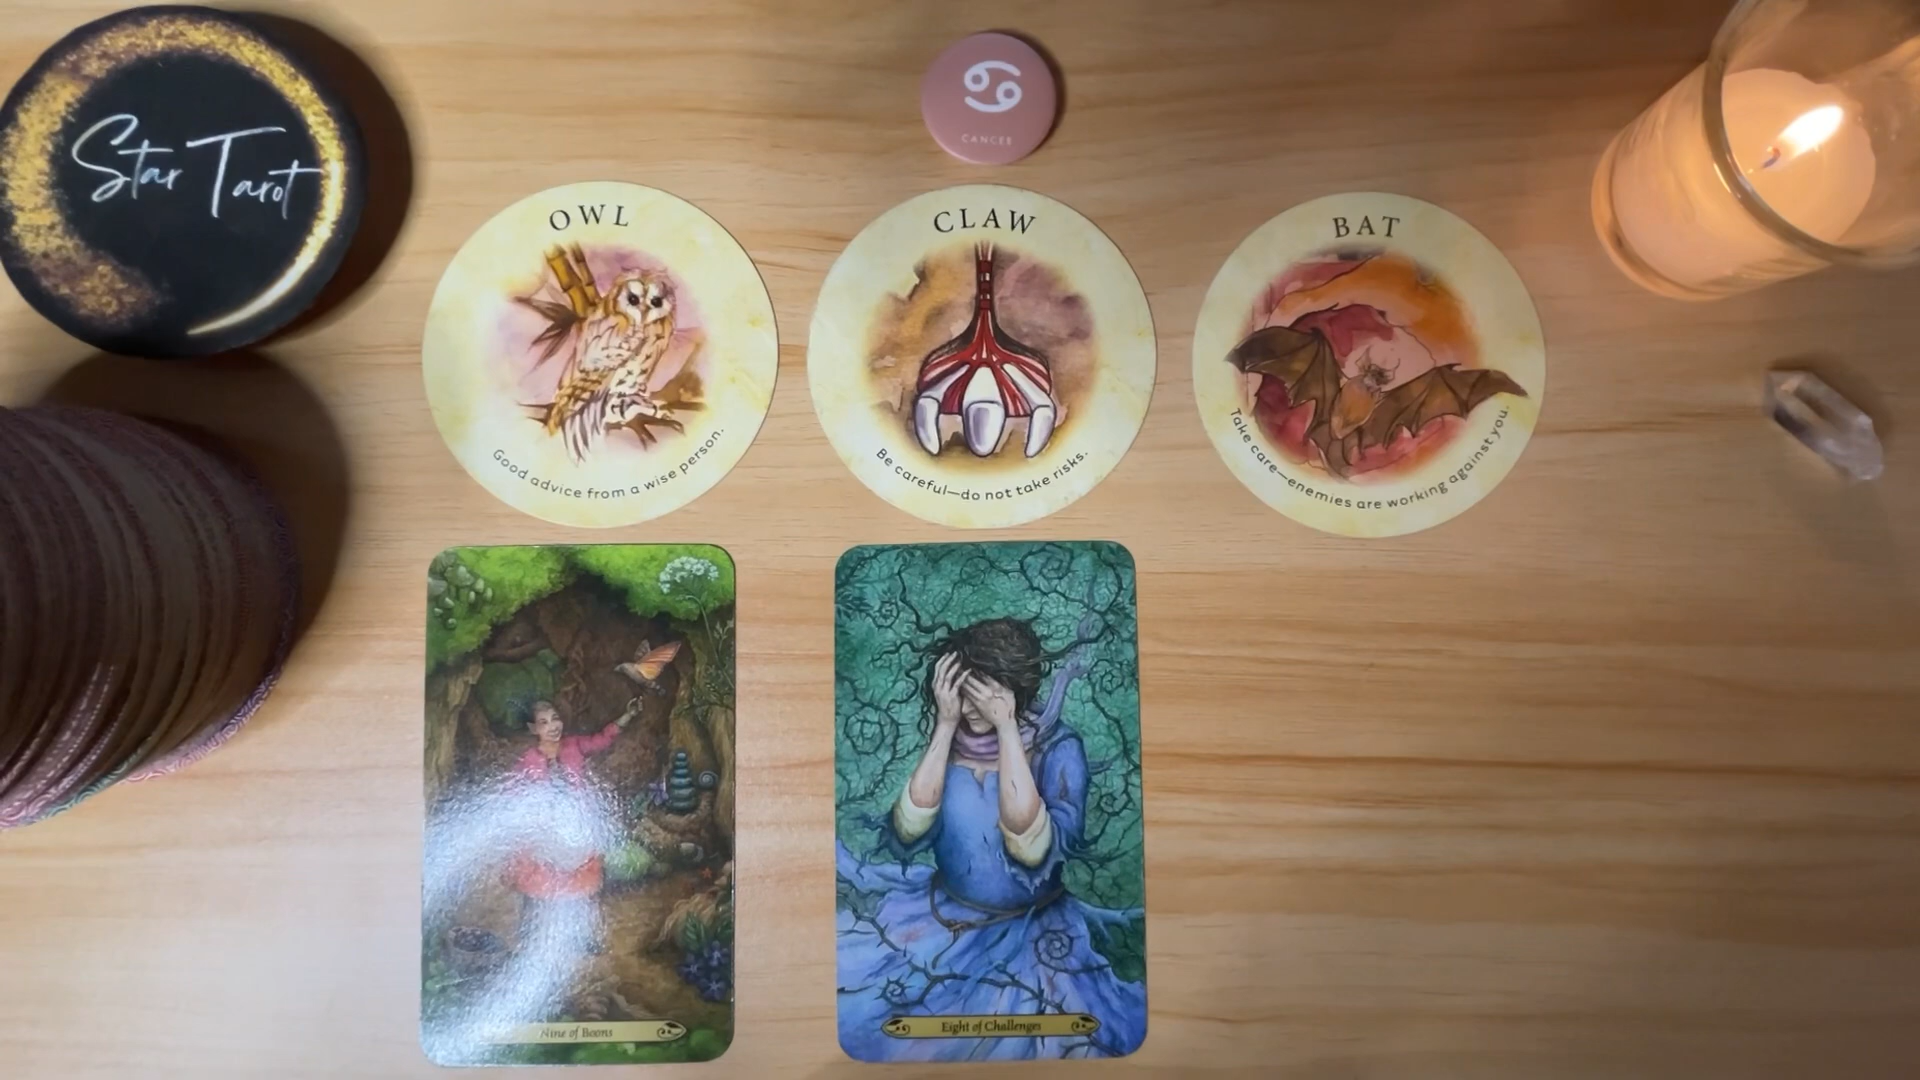 Star Tarot
CANCER
OWL
Good advice from a wise person.
CLAW
Be careful—do not take risks.
BAT
Take care—enemies are working against you.
Nine of Boons
Eight of Challenges